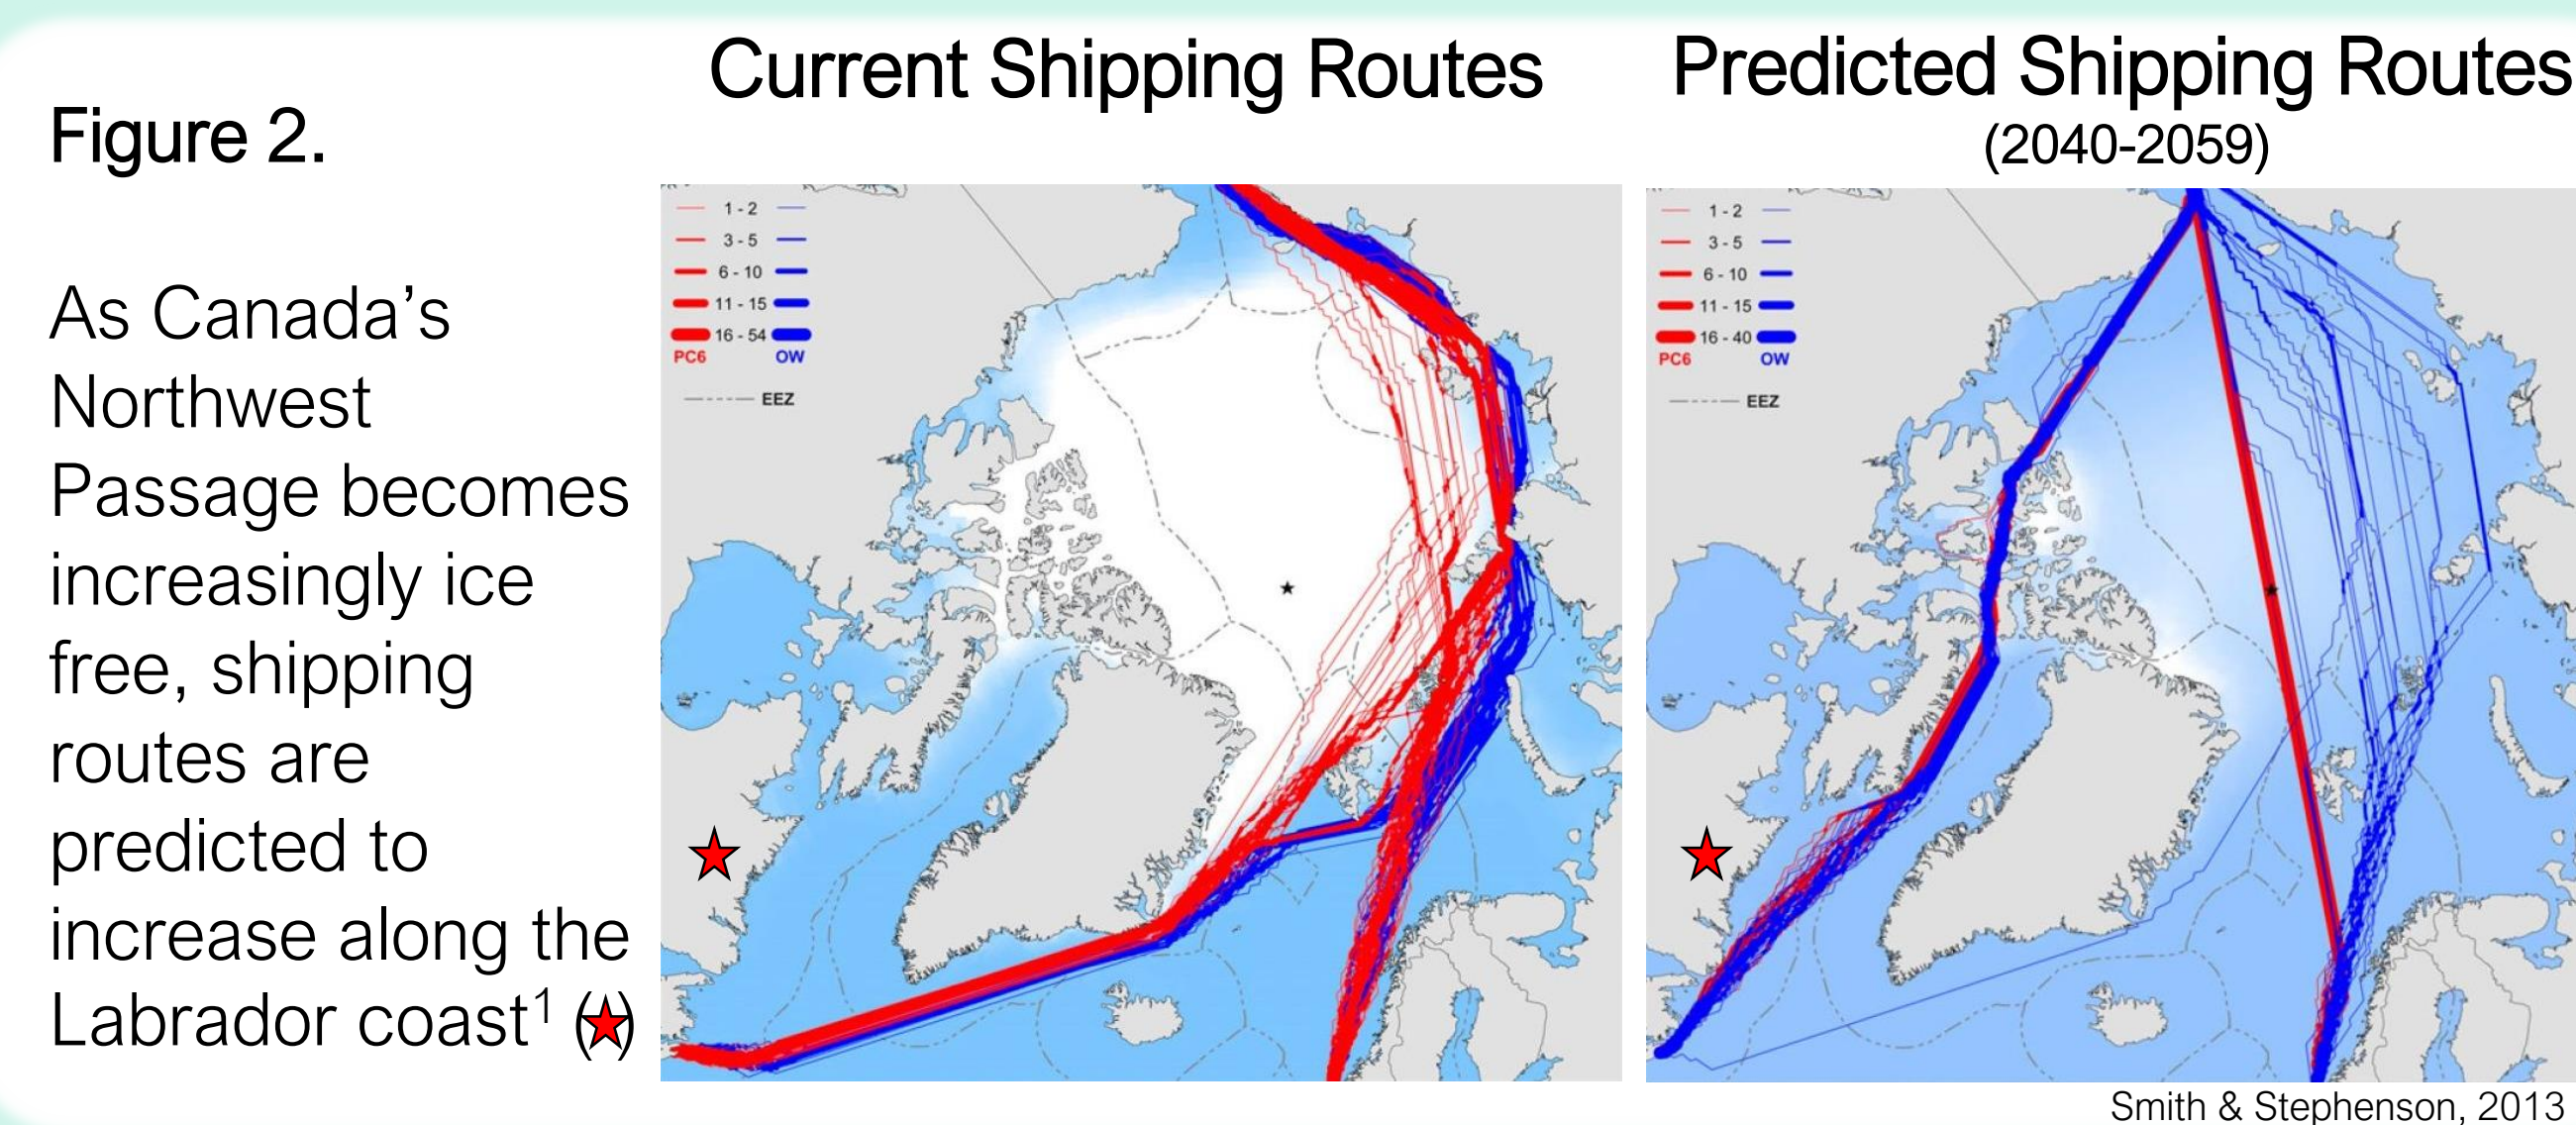 Current Shipping Routes
Predicted Shipping Routes
(2040-2059)
Figure 2.
As Canada's
Northwest
Passage becomes
increasingly ice
free, shipping
routes are
predicted to
increase along the
Labrador coast¹ (★)
1 - 2
3 - 5
6 - 10
11 - 15
16 - 54
PC6 OW
EEZ
1 - 2
3 - 5
6 - 10
11 - 15
16 - 40
PC6 OW
EEZ
Smith & Stephenson, 2013